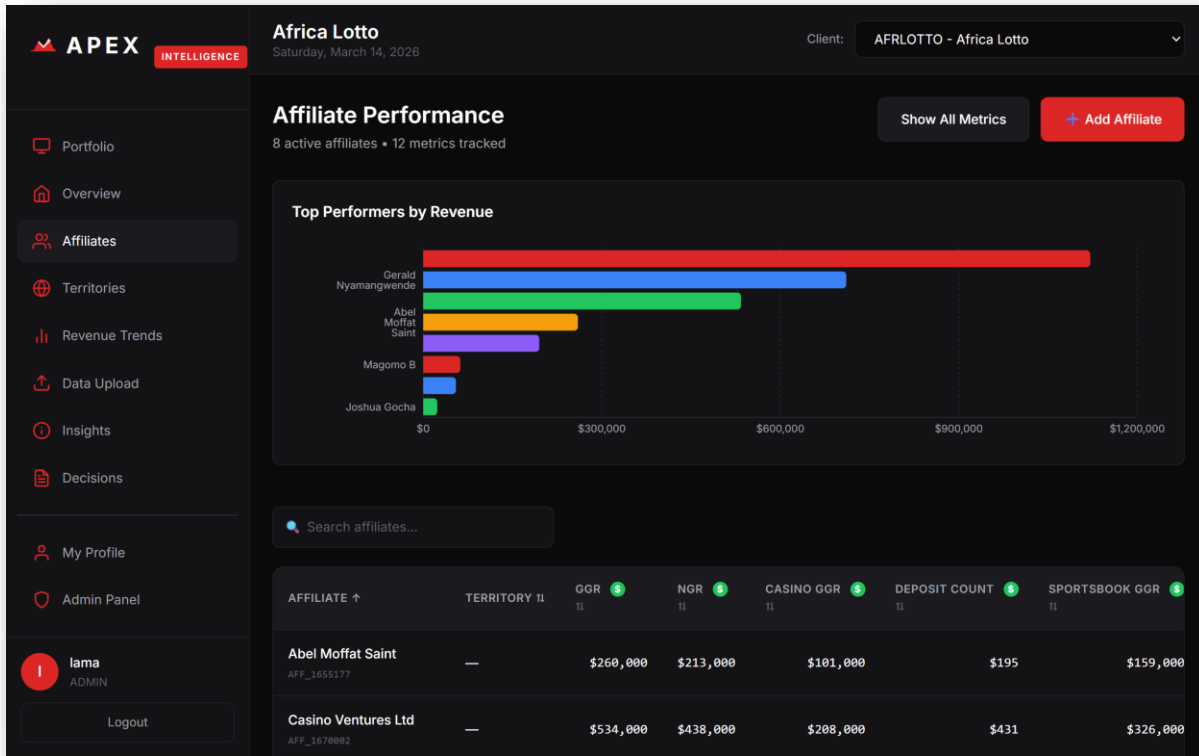 APEX
INTELLIGENCE
Portfolio
Overview
Affiliates
Territories
Revenue Trends
Data Upload
Insights
Decisions
My Profile
Admin Panel
I
lama
ADMIN
Logout
Africa Lotto
Saturday, March 14, 2026
Client:
AFRLOTTO - Africa Lotto
Affiliate Performance
8 active affiliates • 12 metrics tracked
Show All Metrics
+ Add Affiliate
Top Performers by Revenue
Gerald
Nyamangwende
Abel
Moffat
Saint
Magomo B
Joshua Gocha
$0 $300,000 $600,000 $900,000 $1,200,000
Search affiliates...
AFFILIATE ↑ TERRITORY ⇅ GGR $ ⇅ NGR $ ⇅ CASINO GGR $ ⇅ DEPOSIT COUNT $ ⇅ SPORTSBOOK GGR $ ⇅
Abel Moffat Saint — $260,000 $213,000 $101,000 $195 $159,000
AFF_1655177
Casino Ventures Ltd — $534,000 $438,000 $208,000 $431 $326,000
AFF_1670002